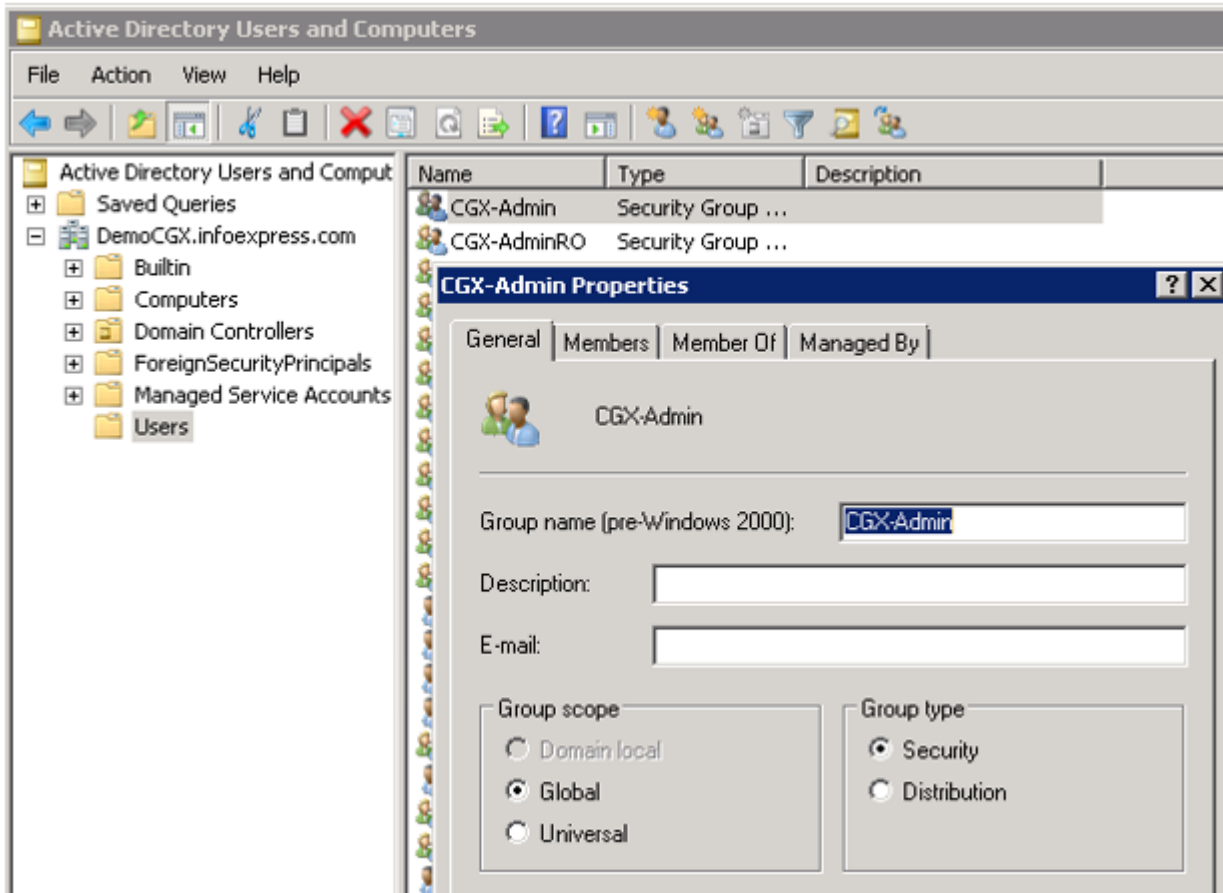 Active Directory Users and Computers
File Action View Help
Active Directory Users and Comput
Saved Queries
DemoCGX.infoexpress.com
Builtin
Computers
Domain Controllers
ForeignSecurityPrincipals
Managed Service Accounts
Users
Name Type Description
CGX-Admin Security Group ...
CGX-AdminRO Security Group ...
CGX-Admin Properties
General Members Member Of Managed By
CGX-Admin
Group name (pre-Windows 2000): CGX-Admin
Description:
E-mail:
Group scope
Domain local
Global
Universal
Group type
Security
Distribution